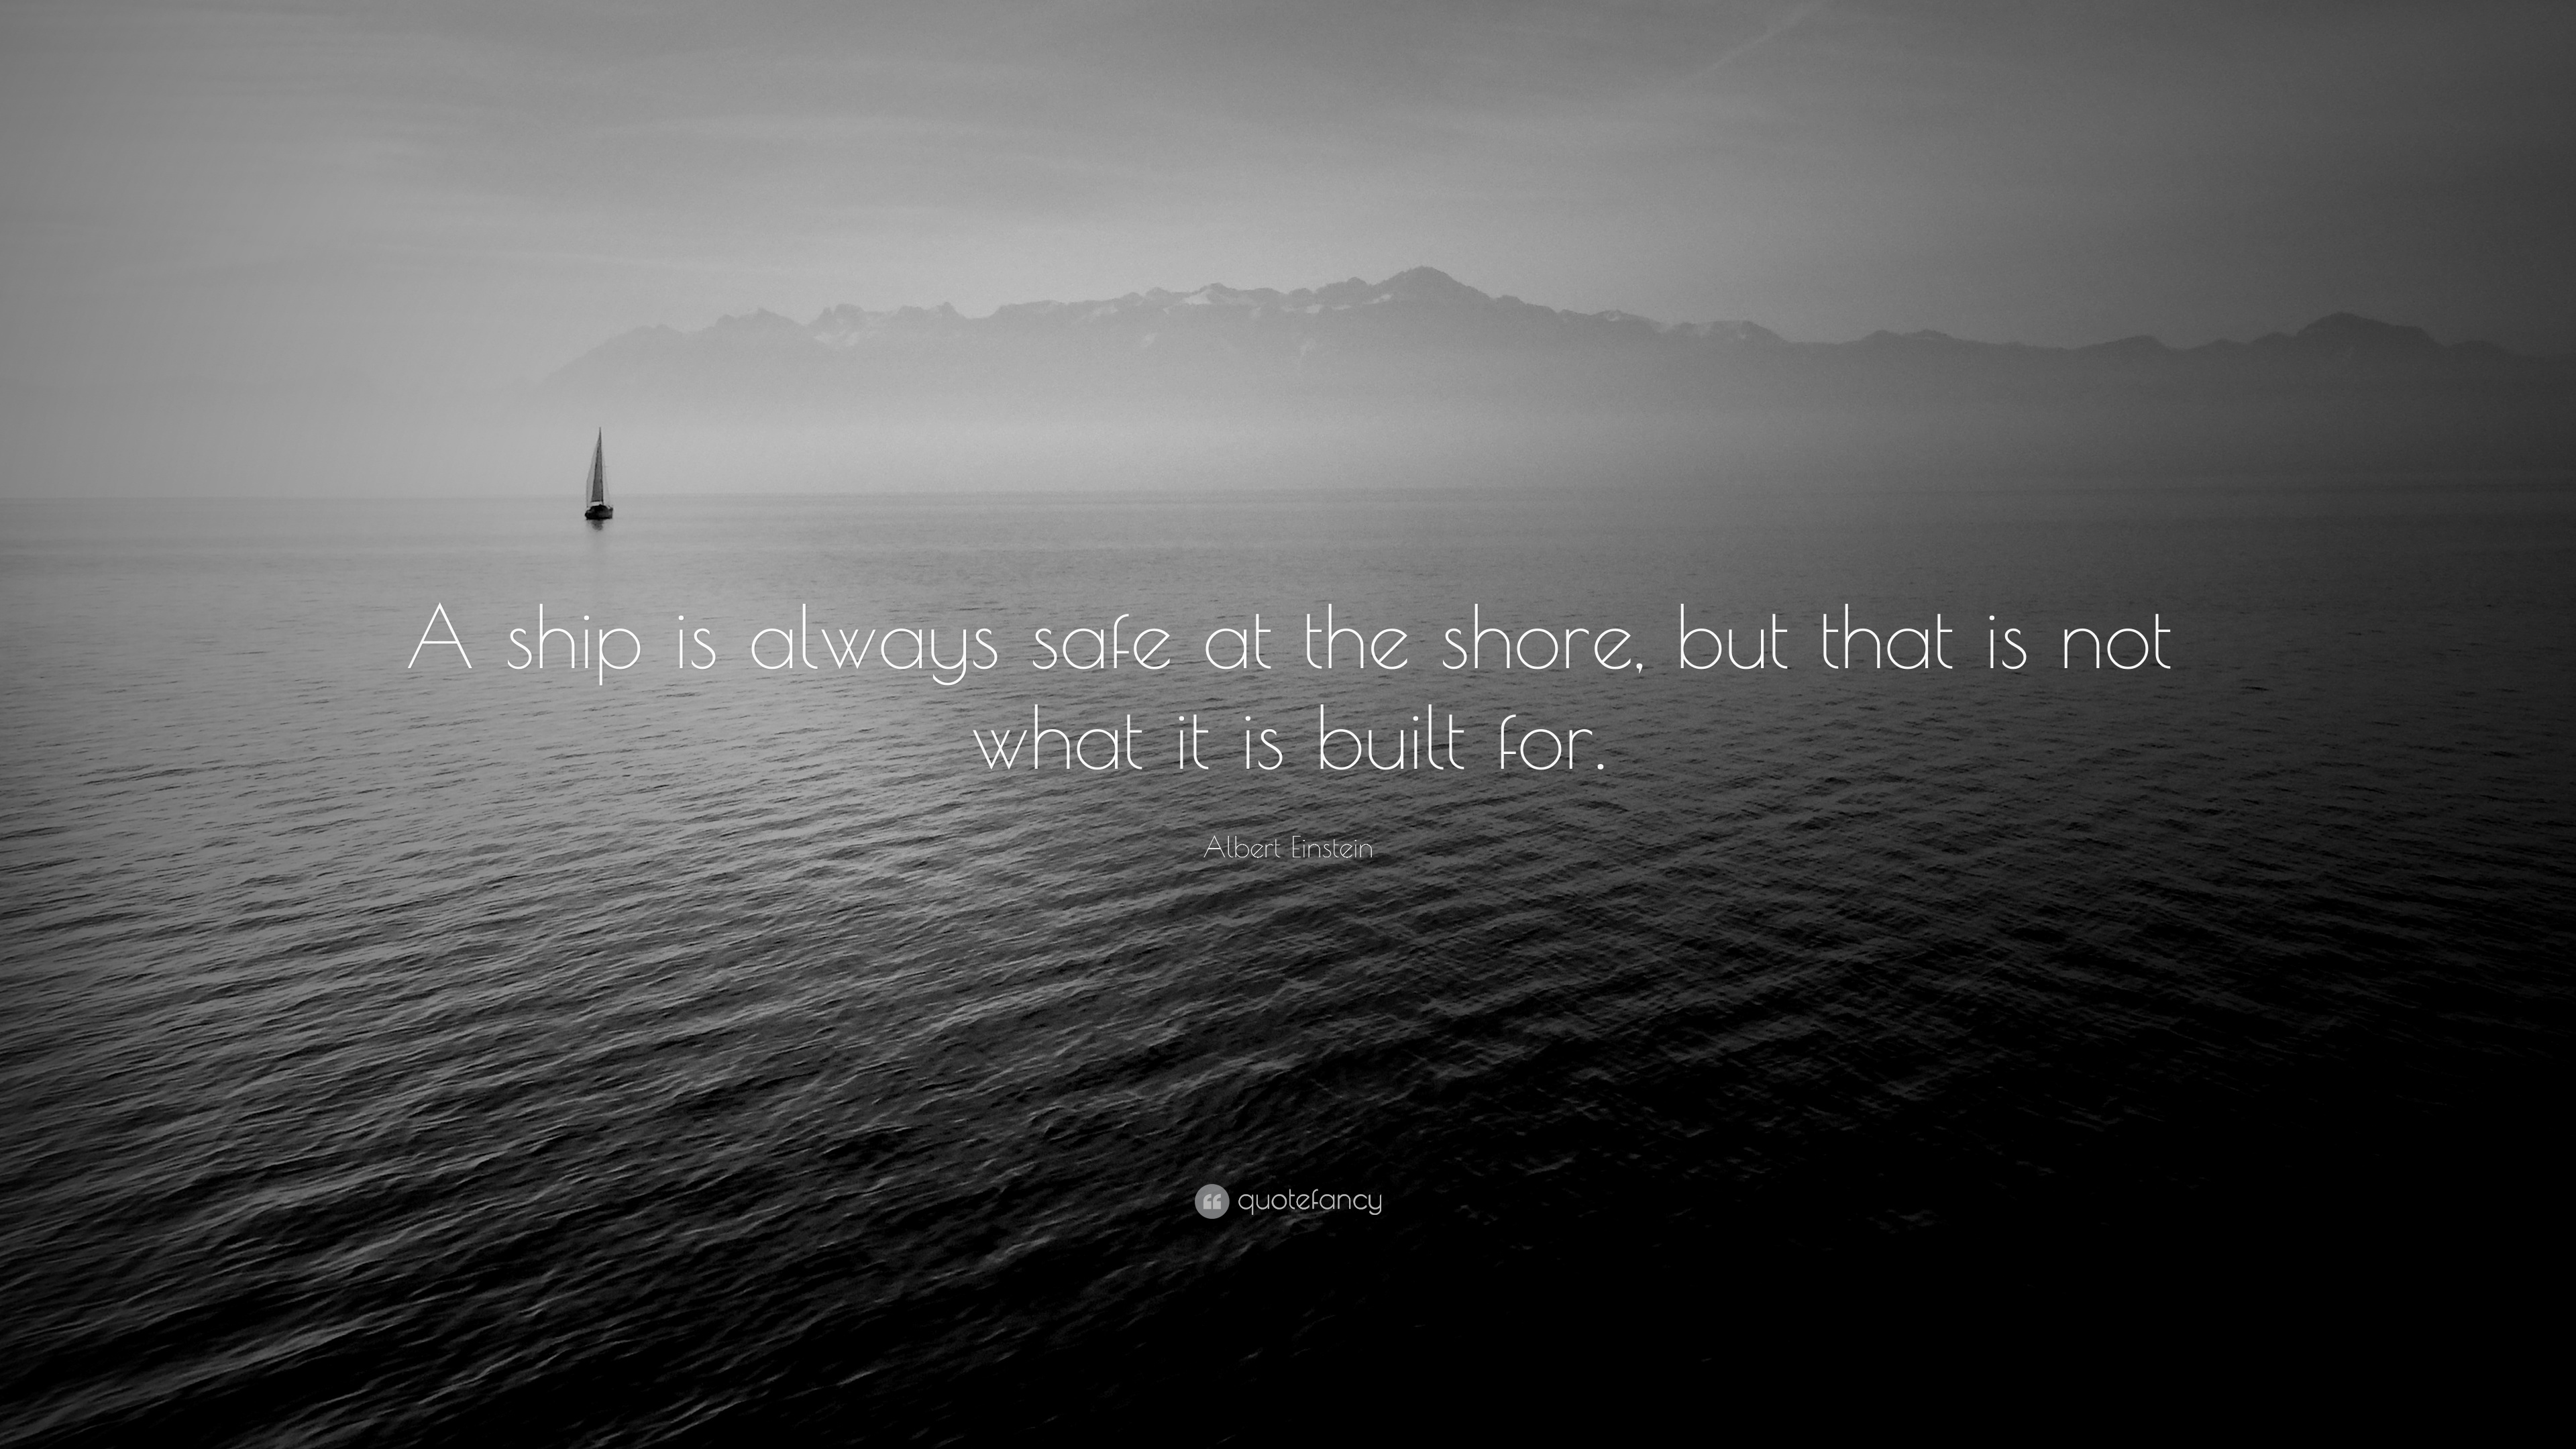 A ship is always safe at the shore, but that is not
what it is built for.
Albert Einstein
quotefancy